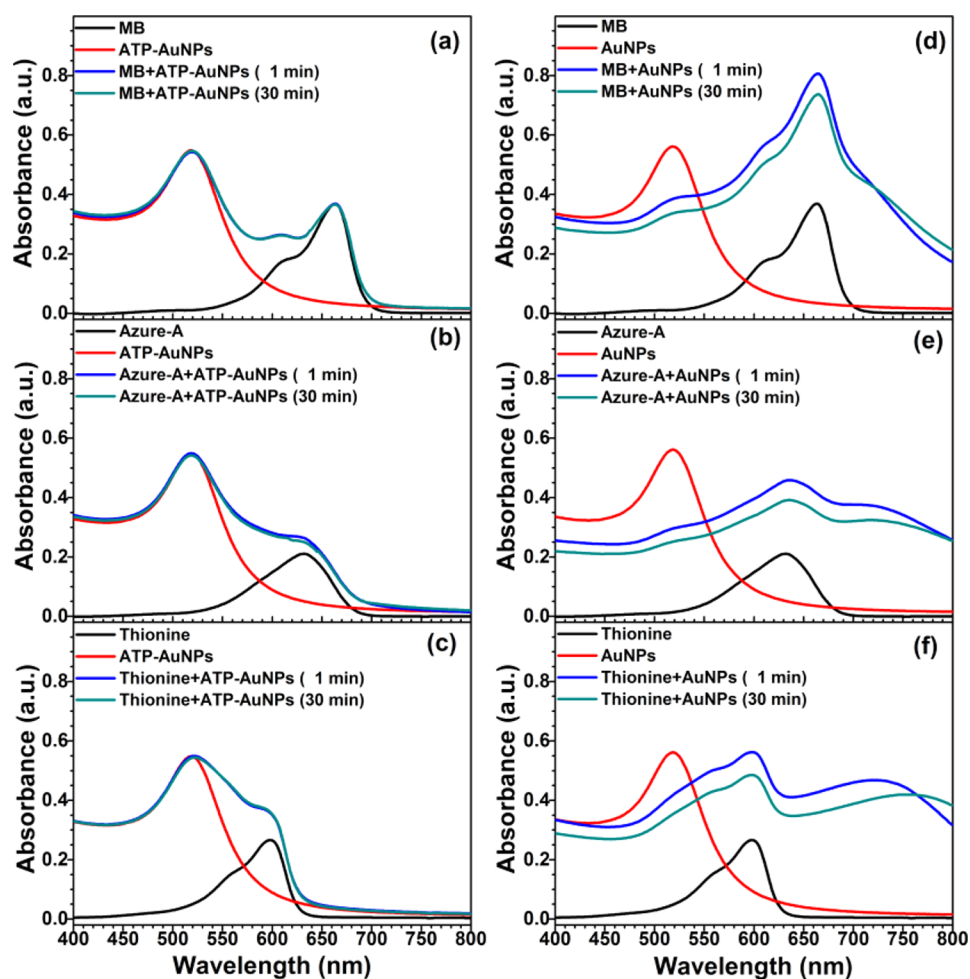 (a)
MB
ATP-AuNPs
MB+ATP-AuNPs ( 1 min)
MB+ATP-AuNPs (30 min)
0.8
0.6
0.4
0.2
0.0
Absorbance (a.u.)
(b)
Azure-A
ATP-AuNPs
Azure-A+ATP-AuNPs ( 1 min)
Azure-A+ATP-AuNPs (30 min)
0.8
0.6
0.4
0.2
0.0
Absorbance (a.u.)
(c)
Thionine
ATP-AuNPs
Thionine+ATP-AuNPs ( 1 min)
Thionine+ATP-AuNPs (30 min)
0.8
0.6
0.4
0.2
0.0
Absorbance (a.u.)
400 450 500 550 600 650 700 750 800
Wavelength (nm)
(d)
MB
AuNPs
MB+AuNPs ( 1 min)
MB+AuNPs (30 min)
0.8
0.6
0.4
0.2
0.0
Absorbance (a.u.)
(e)
Azure-A
AuNPs
Azure-A+AuNPs ( 1 min)
Azure-A+AuNPs (30 min)
0.8
0.6
0.4
0.2
0.0
Absorbance (a.u.)
(f)
Thionine
AuNPs
Thionine+AuNPs ( 1 min)
Thionine+AuNPs (30 min)
0.8
0.6
0.4
0.2
0.0
Absorbance (a.u.)
400 450 500 550 600 650 700 750 800
Wavelength (nm)